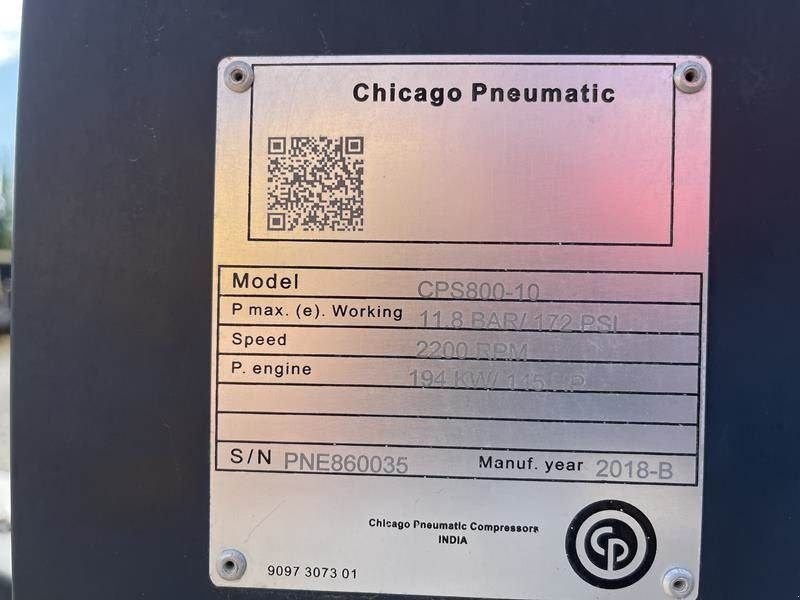 Chicago Pneumatic
Model CPS800-10
P max. (e). Working 11.8 BAR/ 172 PSI
Speed 2200 RPM
P. engine 194 KW/
S/N PNE860035 Manuf. year 2018-B
Chicago Pneumatic Compressors
INDIA
CP
9097 3073 01